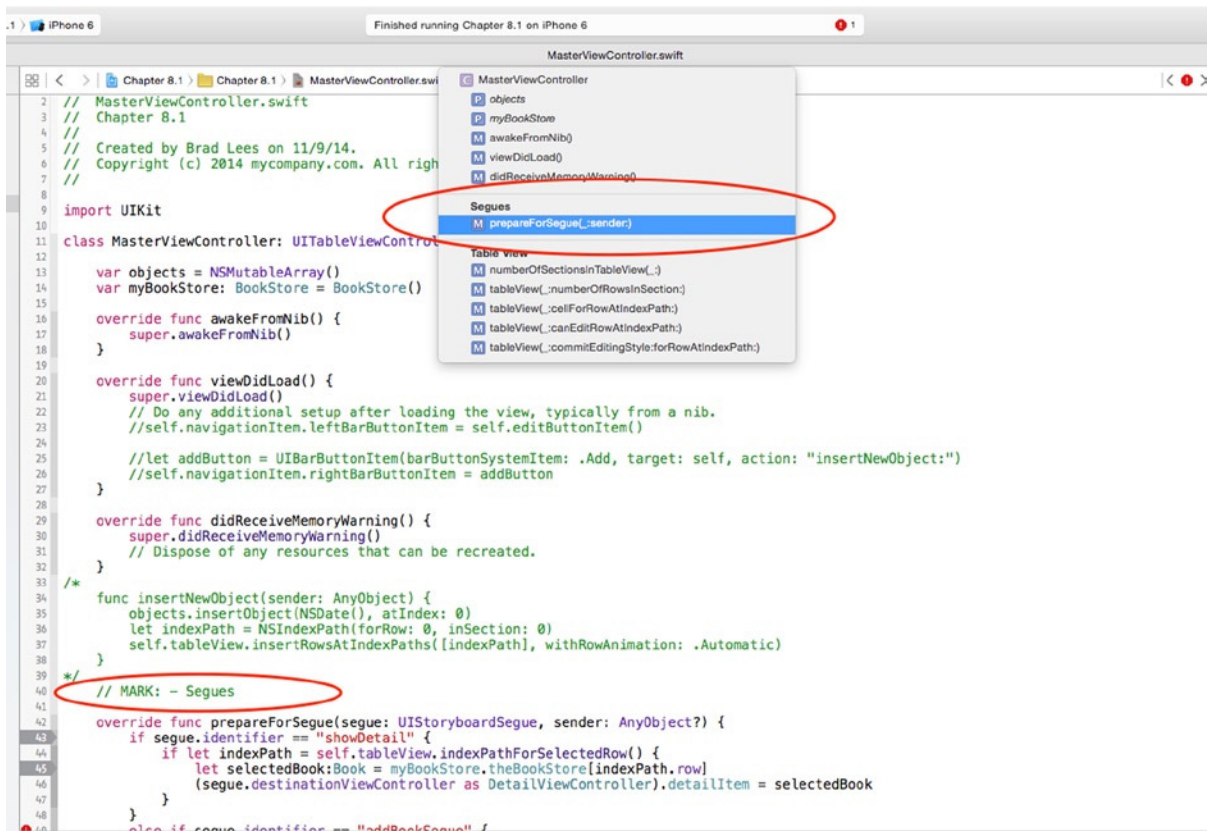 .1 〉 iPhone 6
Finished running Chapter 8.1 on iPhone 6
1
MasterViewController.swift
Chapter 8.1 〉 Chapter 8.1 〉 MasterViewController.swi
MasterViewController
P objects
P myBookStore
M awakeFromNib()
M viewDidLoad()
M didReceiveMemoryWarning()
Segues
M prepareForSegue(_:sender:)
Table View
M numberOfSectionsInTableView(_:)
M tableView(_:numberOfRowsInSection:)
M tableView(_:cellForRowAtIndexPath:)
M tableView(_:canEditRowAtIndexPath:)
M tableView(_:commitEditingStyle:forRowAtIndexPath:)
2 // MasterViewController.swift
3 // Chapter 8.1
4 //
5 // Created by Brad Lees on 11/9/14.
6 // Copyright (c) 2014 mycompany.com. All righ
7 //
8
9 import UIKit
10
11 class MasterViewController: UITableViewControl
12
13 var objects = NSMutableArray()
14 var myBookStore: BookStore = BookStore()
15
16 override func awakeFromNib() {
17 super.awakeFromNib()
18 }
19
20 override func viewDidLoad() {
21 super.viewDidLoad()
22 // Do any additional setup after loading the view, typically from a nib.
23 //self.navigationItem.leftBarButtonItem = self.editButtonItem()
24
25 //let addButton = UIBarButtonItem(barButtonSystemItem: .Add, target: self, action: "insertNewObject:")
26 //self.navigationItem.rightBarButtonItem = addButton
27 }
28
29 override func didReceiveMemoryWarning() {
30 super.didReceiveMemoryWarning()
31 // Dispose of any resources that can be recreated.
32 }
33 /*
34 func insertNewObject(sender: AnyObject) {
35 objects.insertObject(NSDate(), atIndex: 0)
36 let indexPath = NSIndexPath(forRow: 0, inSection: 0)
37 self.tableView.insertRowsAtIndexPaths([indexPath], withRowAnimation: .Automatic)
38 }
39 */
40 // MARK: - Segues
41
42 override func prepareForSegue(segue: UIStoryboardSegue, sender: AnyObject?) {
43 if segue.identifier == "showDetail" {
44 if let indexPath = self.tableView.indexPathForSelectedRow() {
45 let selectedBook:Book = myBookStore.theBookStore[indexPath.row]
46 (segue.destinationViewController as DetailViewController).detailItem = selectedBook
47 }
48 }
49 else if segue.identifier == "addBookSegue" {